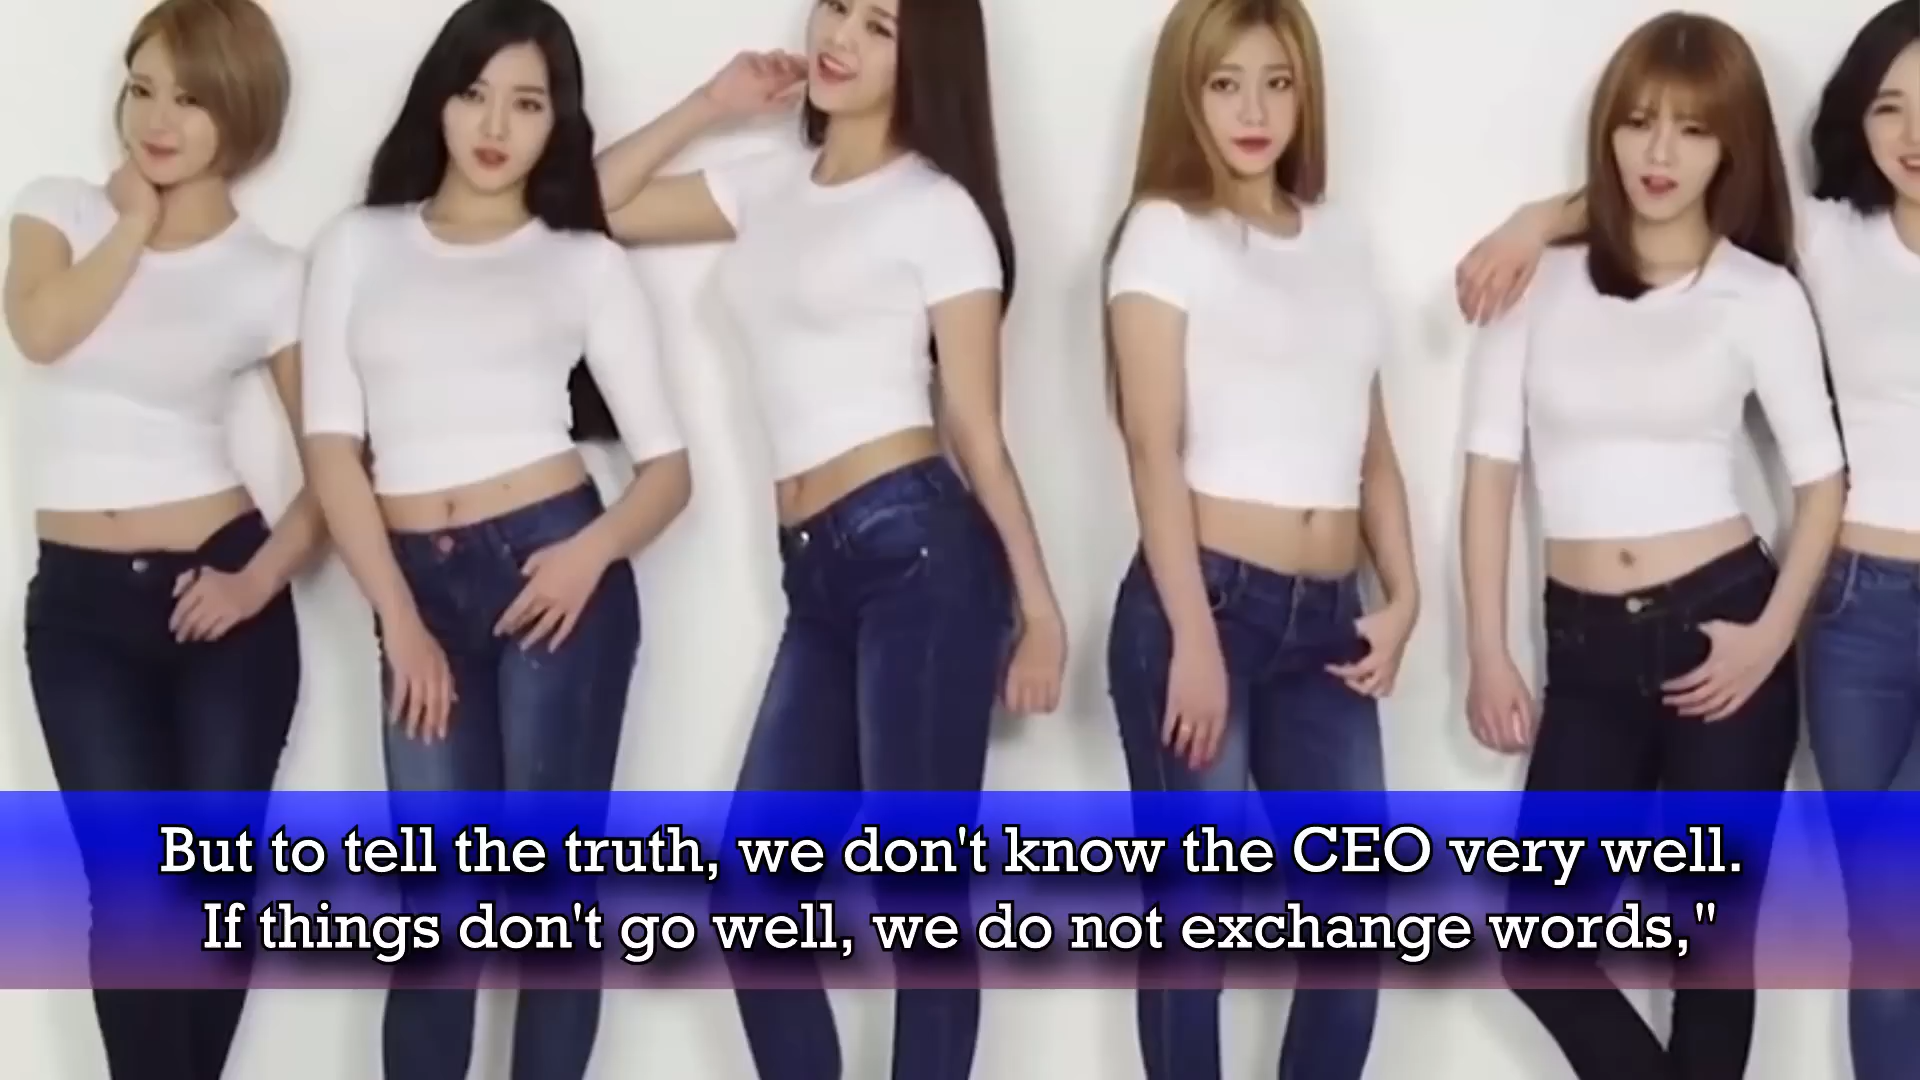 But to tell the truth, we don't know the CEO very well.
If things don't go well, we do not exchange words,"